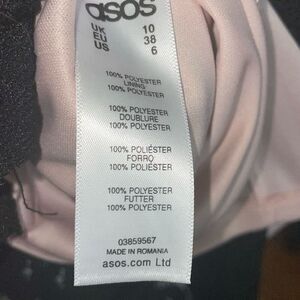 asos
UK 10
EU 38
US 6
100% POLYESTER
LINING
100% POLYESTER
100% POLYESTER
DOUBLURE
100% POLYESTER
100% POLIÉSTER
FORRO
100% POLIÉSTER
100% POLYESTER
FUTTER
100% POLYESTER
03859567
MADE IN ROMANIA
asos.com Ltd